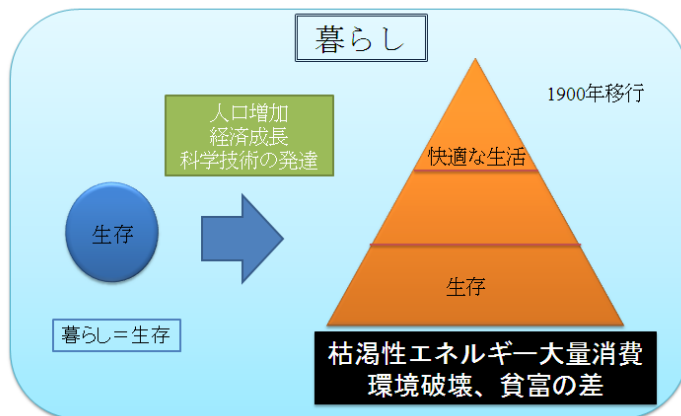 暮らし
1900年移行
人口増加
経済成長
科学技術の発達
快適な生活
生存
生存
暮らし＝生存
枯渇性エネルギー大量消費
環境破壊、貧富の差